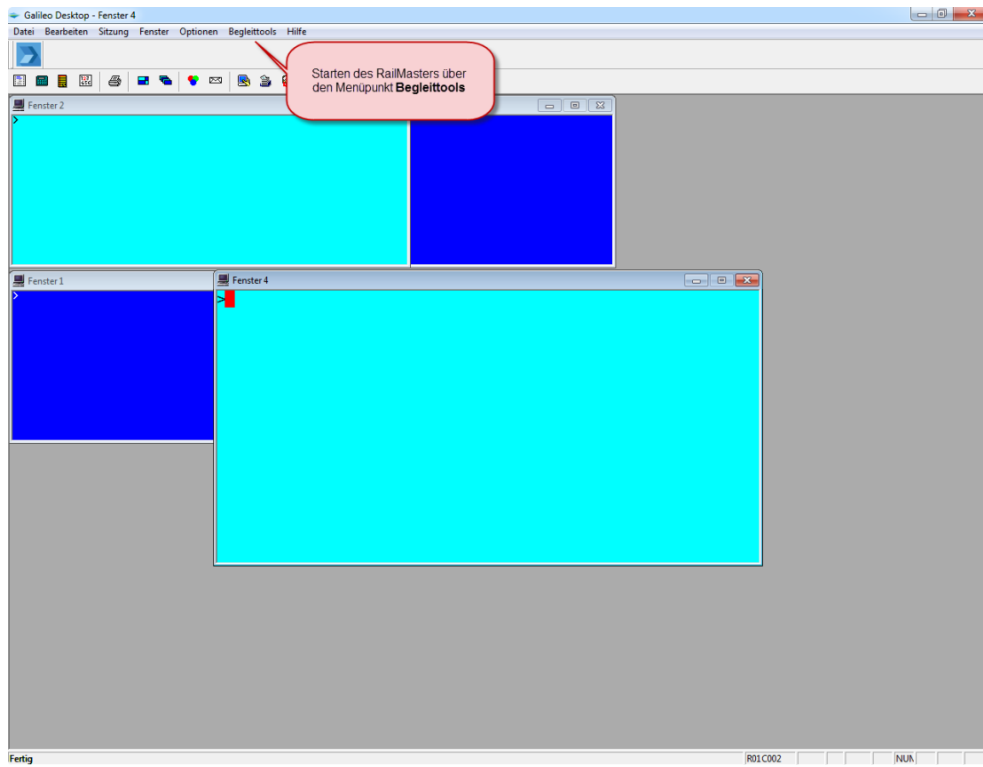 Galileo Desktop - Fenster 4
Datei Bearbeiten Sitzung Fenster Optionen Begleittools Hilfe
Starten des RailMasters über
den Menüpunkt Begleittools
Fenster 2
>
Fenster 1
>
Fenster 4
>
Fertig R01C002 NUM